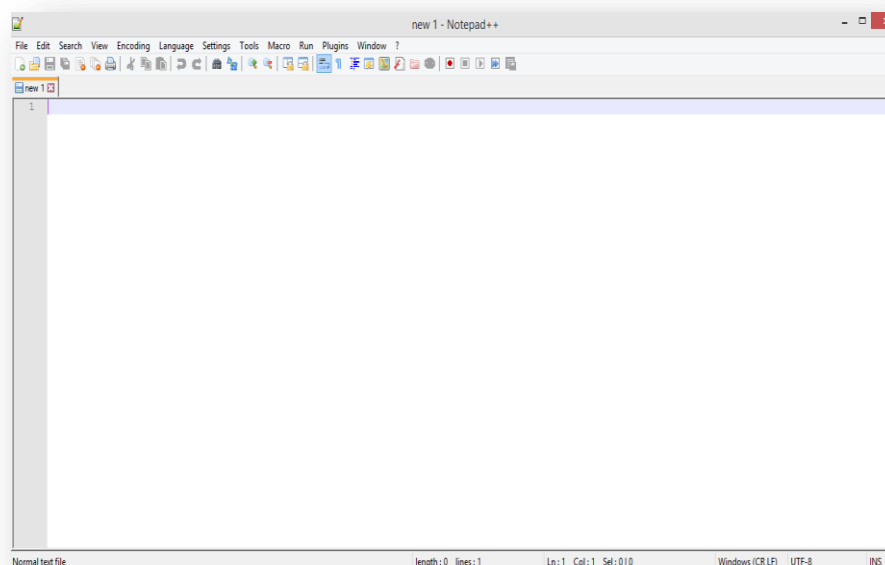 new 1 - Notepad++
File Edit Search View Encoding Language Settings Tools Macro Run Plugins Window ?
new 1
1
Normal text file length : 0 lines : 1 Ln : 1 Col : 1 Sel : 0 | 0 Windows (CR LF) UTF-8 INS